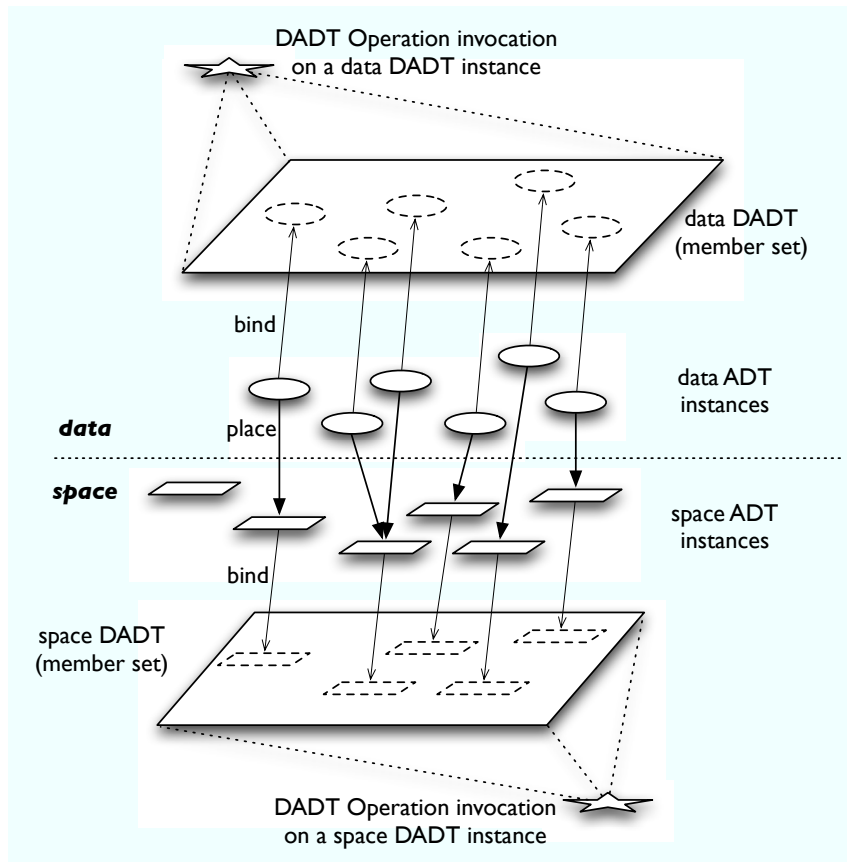 DADT Operation invocation
on a data DADT instance
data DADT
(member set)
bind
data ADT
instances
data
place
space
space ADT
instances
bind
space DADT
(member set)
DADT Operation invocation
on a space DADT instance